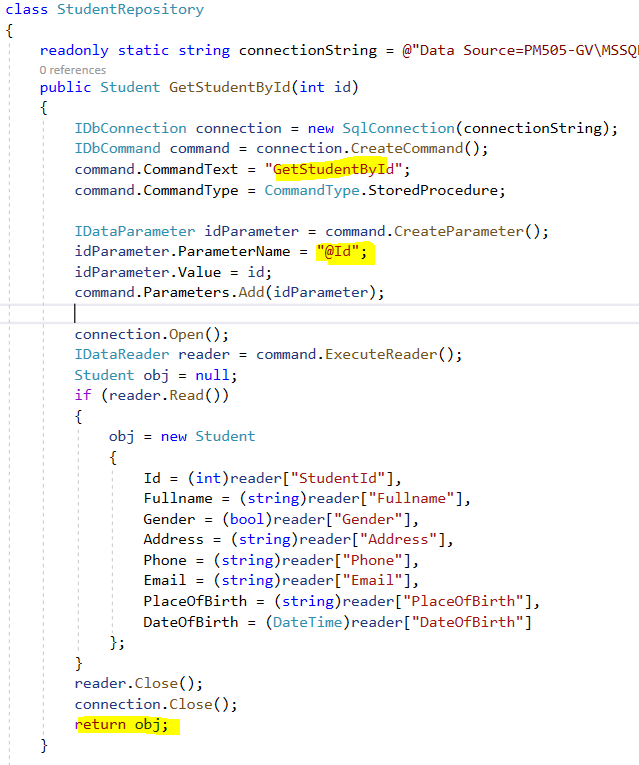 class StudentRepository
{
readonly static string connectionString = @"Data Source=PM505-GV\MSSQL
0 references
public Student GetStudentById(int id)
{
IDbConnection connection = new SqlConnection(connectionString);
IDbCommand command = connection.CreateCommand();
command.CommandText = "GetStudentById";
command.CommandType = CommandType.StoredProcedure;
IDataParameter idParameter = command.CreateParameter();
idParameter.ParameterName = "@Id";
idParameter.Value = id;
command.Parameters.Add(idParameter);
connection.Open();
IDataReader reader = command.ExecuteReader();
Student obj = null;
if (reader.Read())
{
obj = new Student
{
Id = (int)reader["StudentId"],
Fullname = (string)reader["Fullname"],
Gender = (bool)reader["Gender"],
Address = (string)reader["Address"],
Phone = (string)reader["Phone"],
Email = (string)reader["Email"],
PlaceOfBirth = (string)reader["PlaceOfBirth"],
DateOfBirth = (DateTime)reader["DateOfBirth"]
};
}
reader.Close();
connection.Close();
return obj;
}